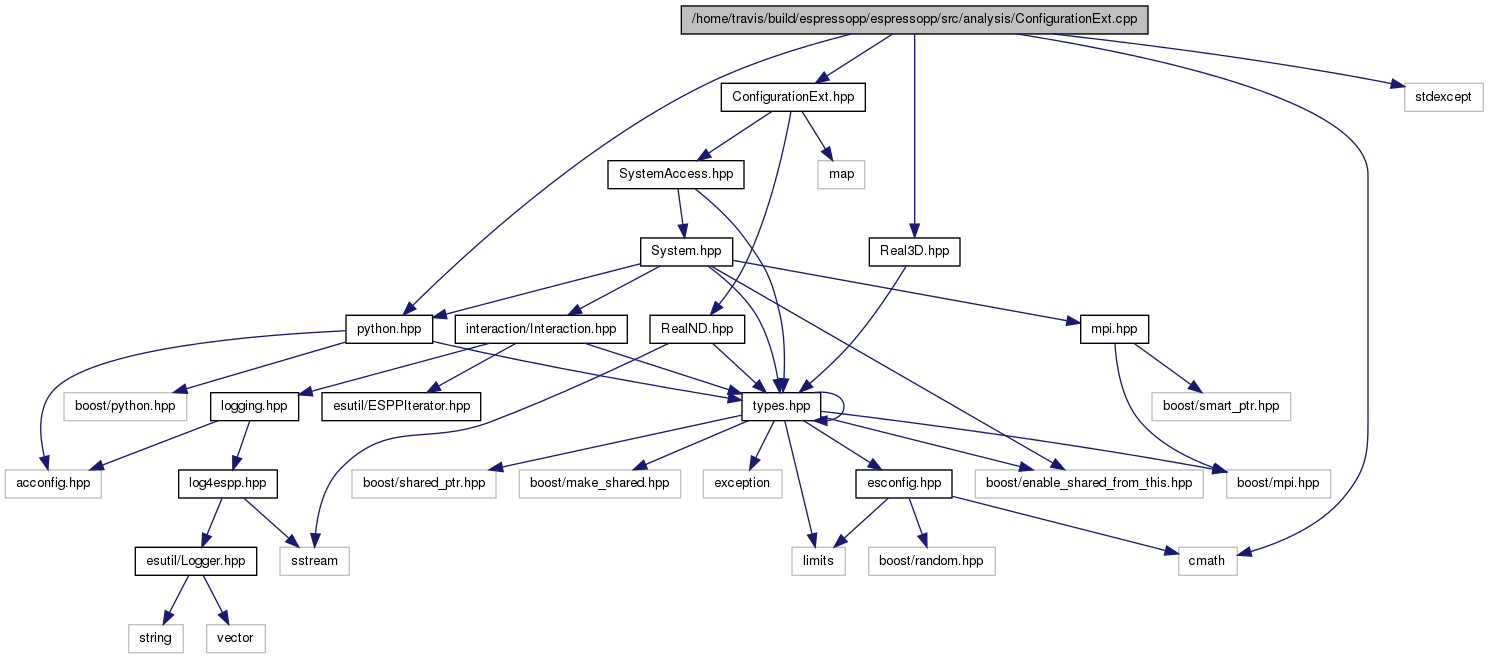 /home/travis/build/espressopp/espressopp/src/analysis/ConfigurationExt.cpp
ConfigurationExt.hpp
stdexcept
SystemAccess.hpp
map
System.hpp
Real3D.hpp
python.hpp
interaction/Interaction.hpp
RealND.hpp
mpi.hpp
boost/python.hpp
logging.hpp
esutil/ESPPIterator.hpp
types.hpp
boost/smart_ptr.hpp
acconfig.hpp
log4espp.hpp
boost/shared_ptr.hpp
boost/make_shared.hpp
exception
esconfig.hpp
boost/enable_shared_from_this.hpp
boost/mpi.hpp
esutil/Logger.hpp
sstream
limits
boost/random.hpp
cmath
string
vector